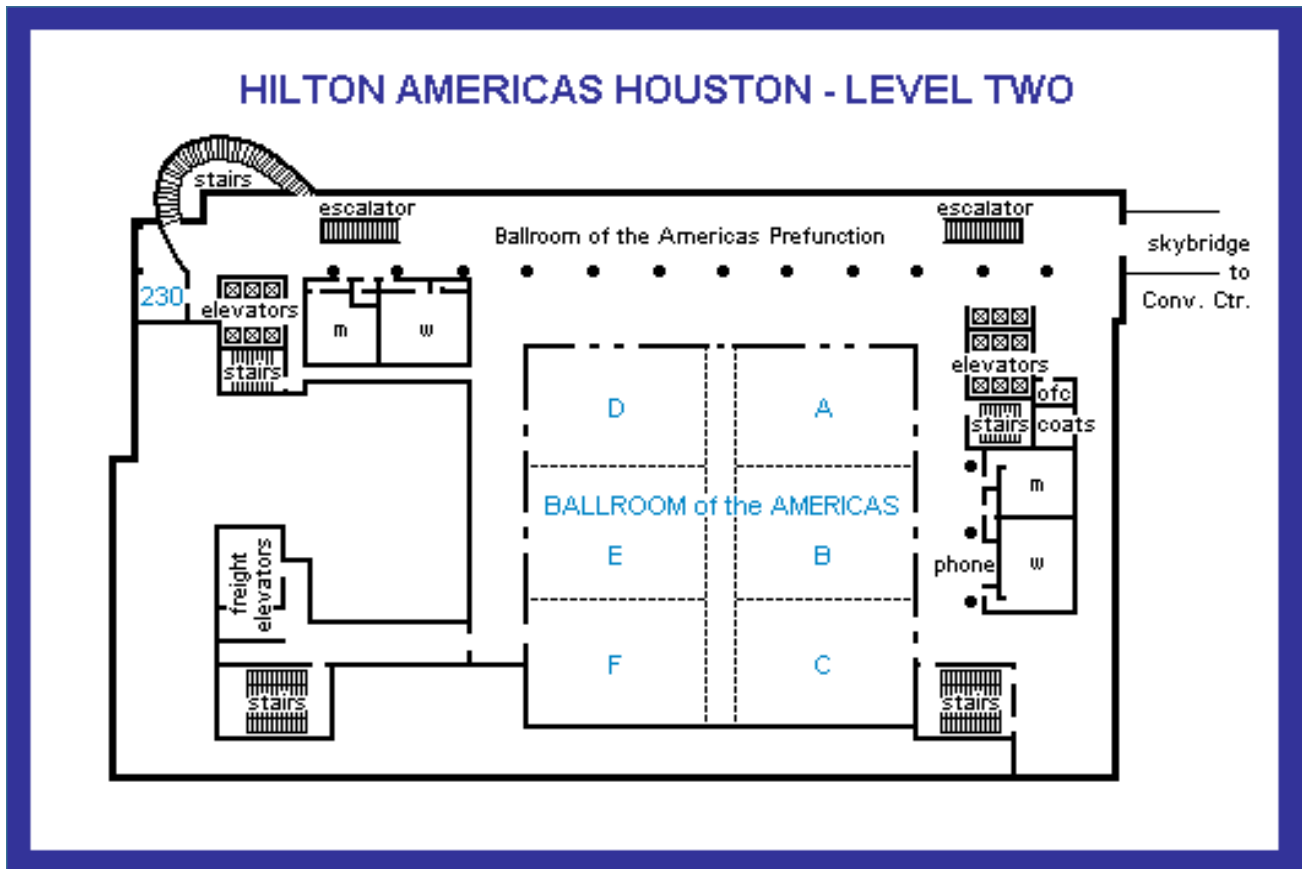 HILTON AMERICAS HOUSTON - LEVEL TWO
stairs
escalator
escalator
Ballroom of the Americas Prefunction
skybridge
to
Conv. Ctr.
230
elevators
m
w
stairs
elevators
ofc
stairs
coats
D
A
BALLROOM of the AMERICAS
m
E
B
phone
w
freight
elevators
F
C
stairs
stairs